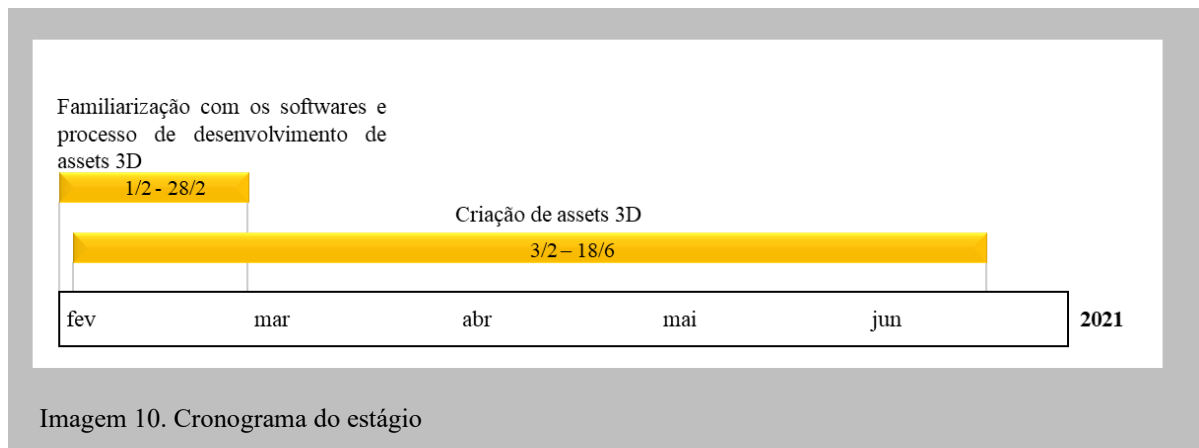 Familiarização com os softwares e
processo de desenvolvimento de
assets 3D
1/2 - 28/2
Criação de assets 3D
3/2 – 18/6
fev mar abr mai jun 2021
Imagem 10. Cronograma do estágio